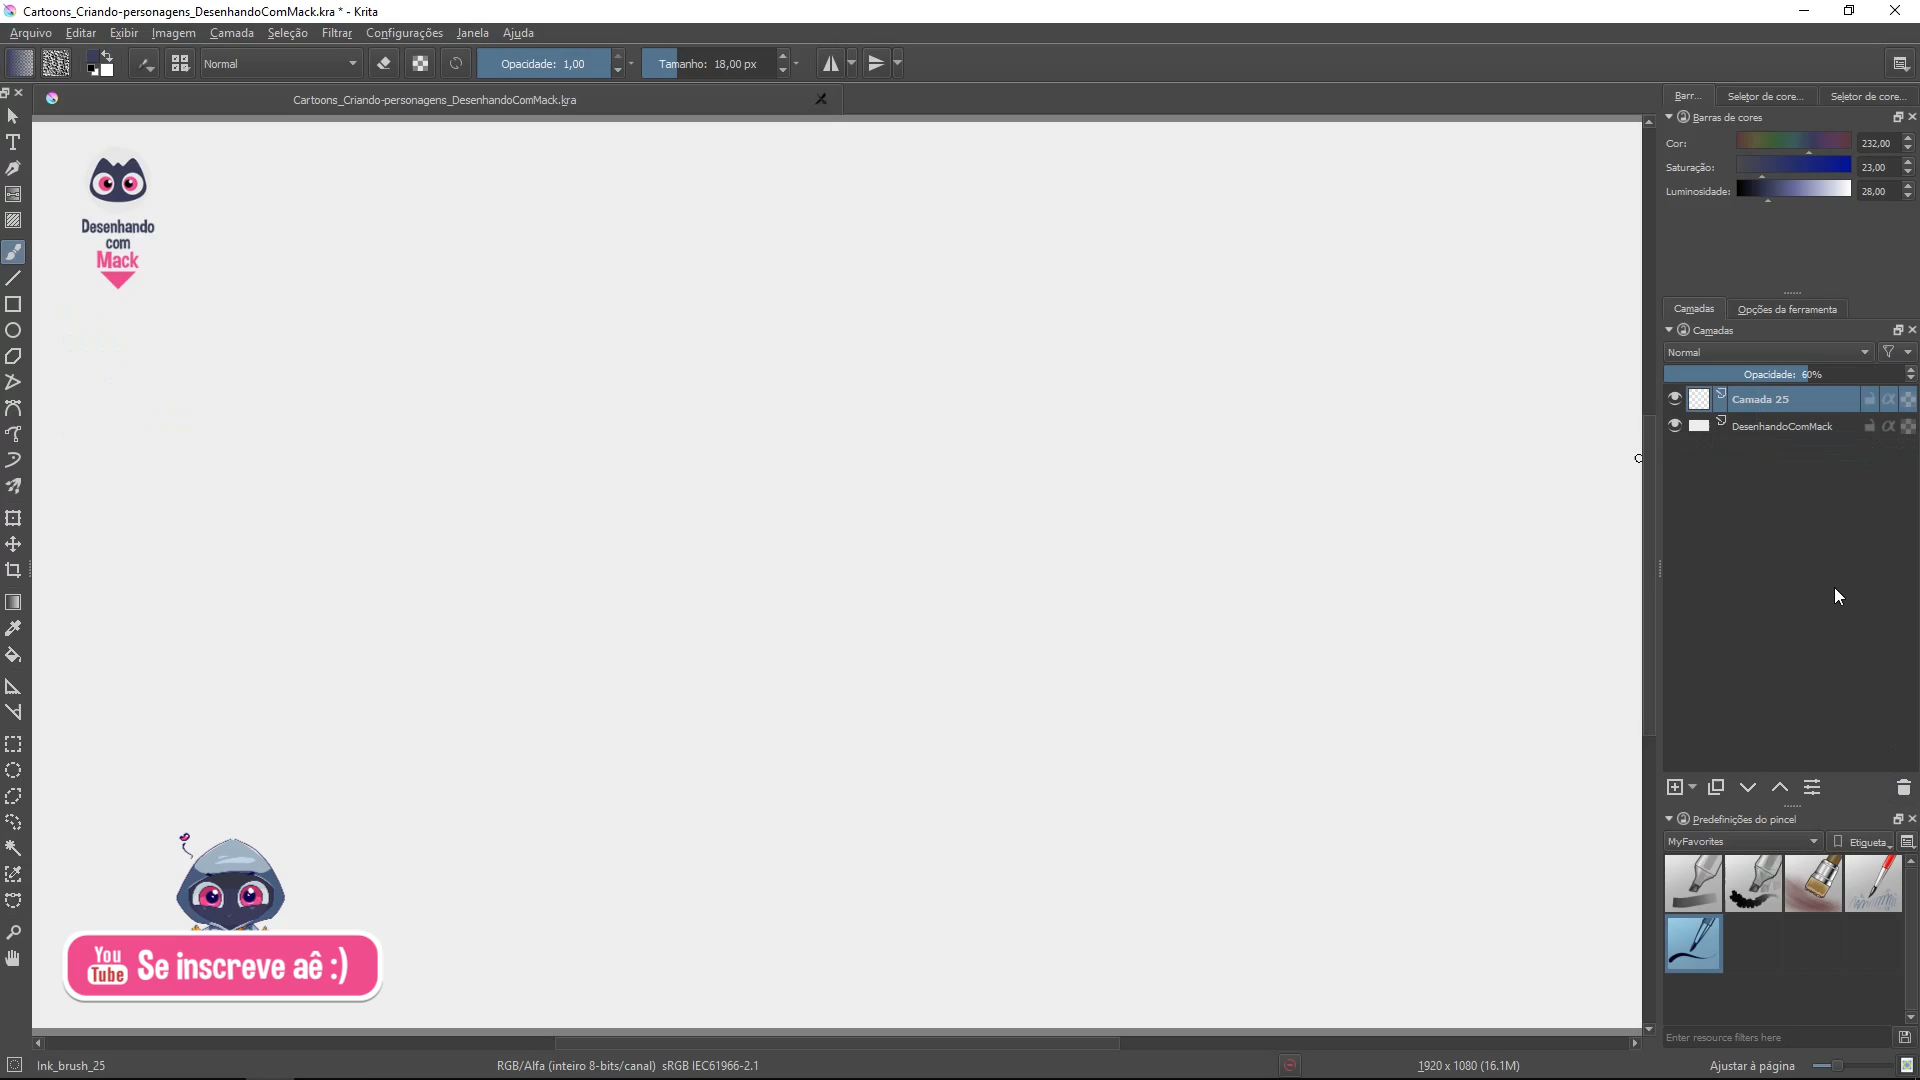 Cartoons_Criando-personagens_DesenhandoComMack.kra * - Krita
Arquivo Editar Exibir Imagem Camada Seleção Filtrar Configurações Janela Ajuda
Normal Opacidade: 1,00 Tamanho: 18,00 px
Cartoons_Criando-personagens_DesenhandoComMack.kra
Barr... Seletor de core... Seletor de core...
Barras de cores
Cor: 232,00
Saturação: 23,00
Luminosidade: 28,00
Desenhando
com
Mack
Camadas Opções da ferramenta
Camadas
Normal
Opacidade: 60%
Camada 25
DesenhandoComMack
Predefinições do pincel
MyFavorites Etiqueta
You
Tube
Se inscreve aê :)
Enter resource filters here
Ink_brush_25 RGB/Alfa (inteiro 8-bits/canal) sRGB IEC61966-2.1 1920 x 1080 (16.1M) Ajustar à página